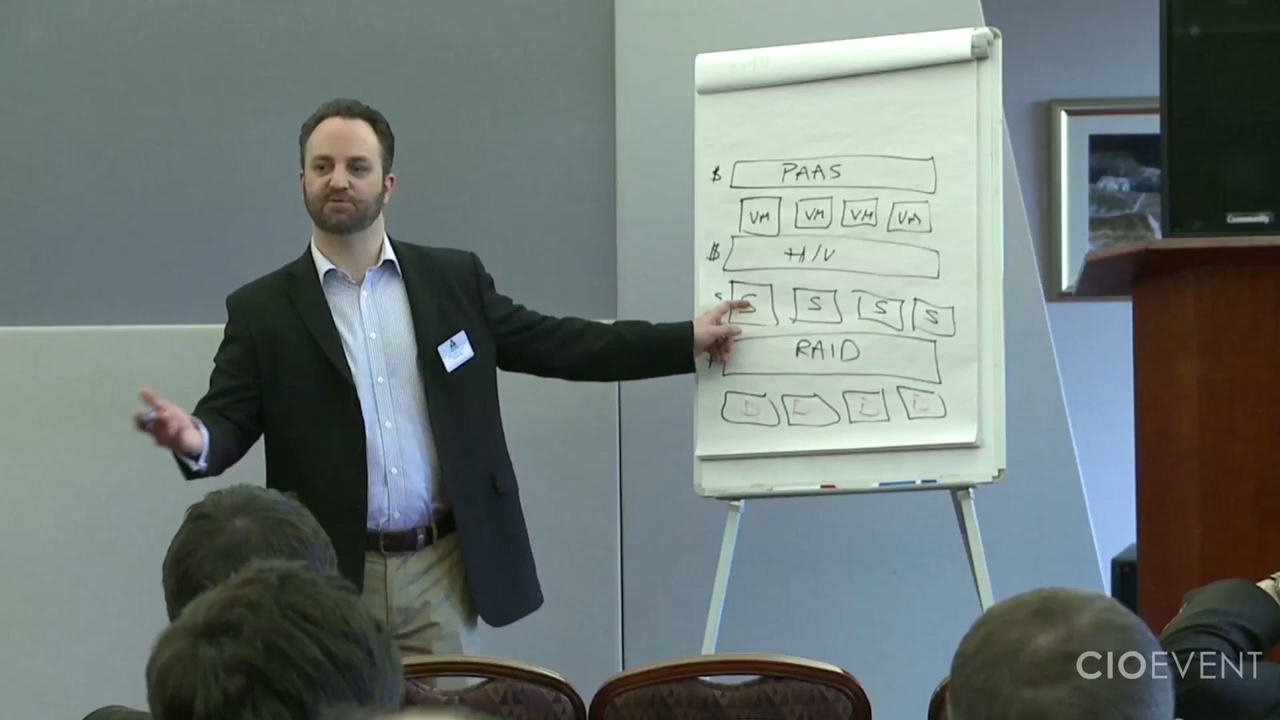 $ PAAS
VM VM VM VM
$ H/V
S S S S
RAID
CIOEVENT